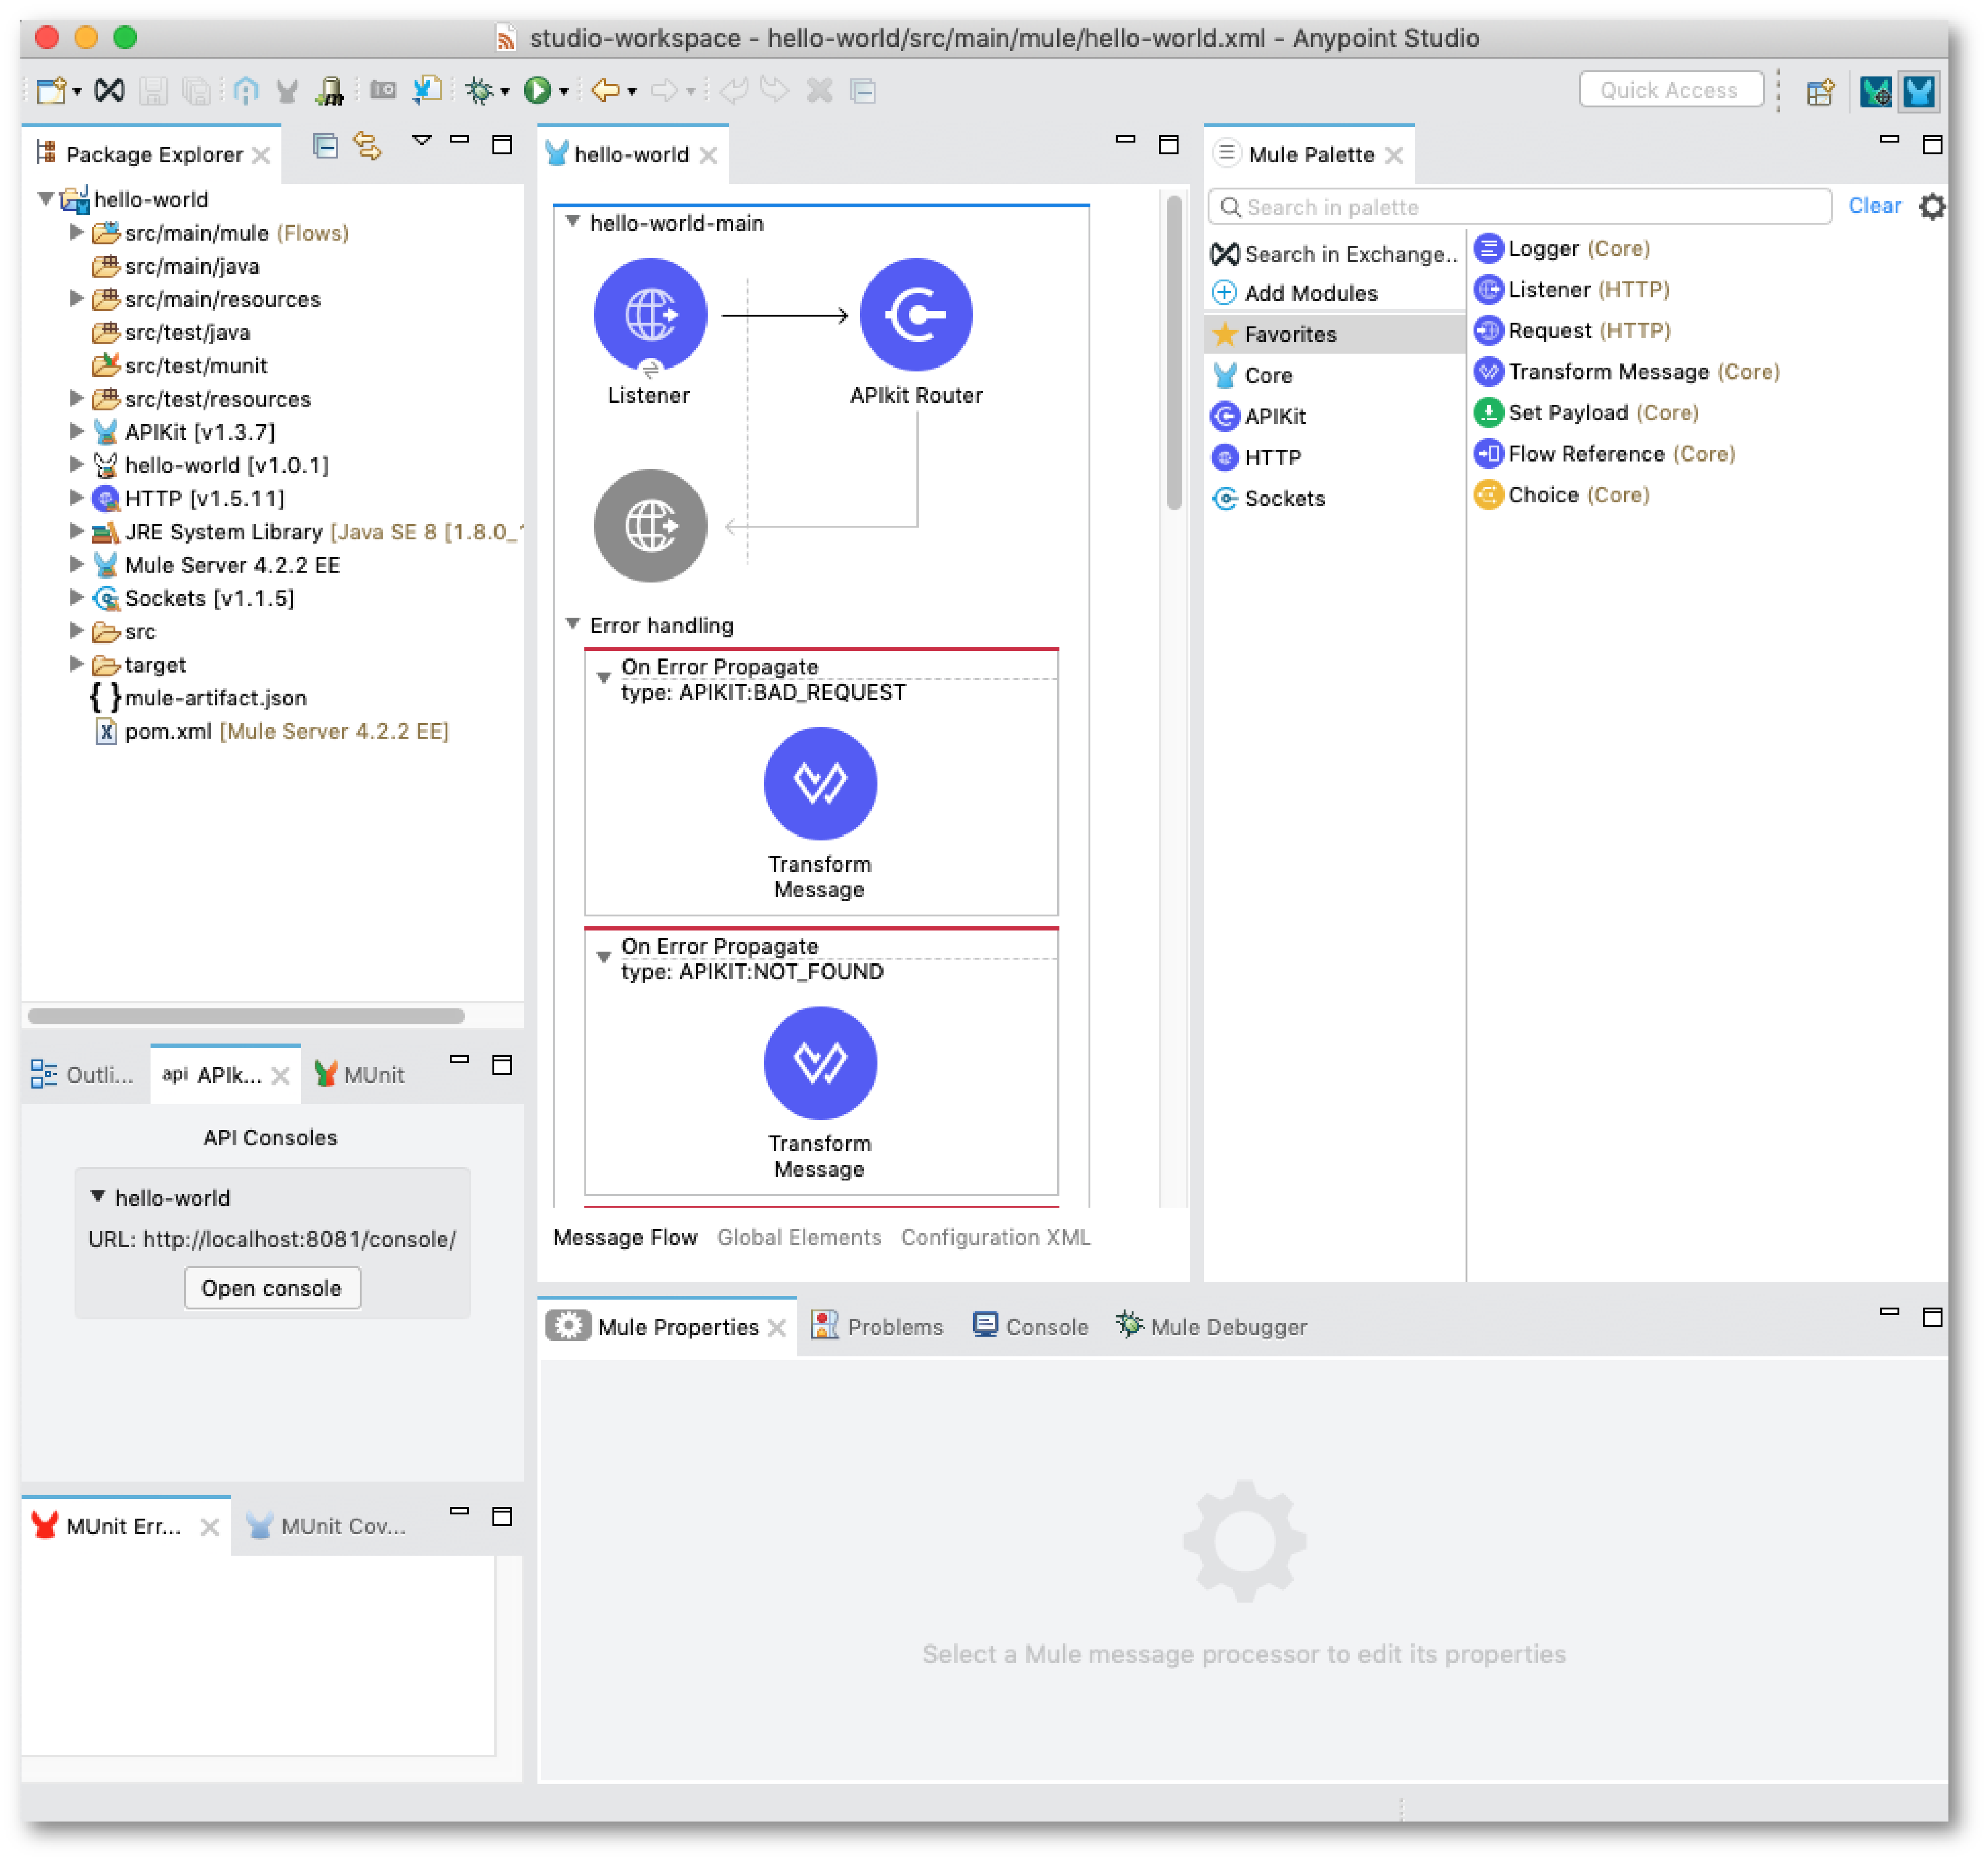 studio-workspace - hello-world/src/main/mule/hello-world.xml - Anypoint Studio
Quick Access
Package Explorer
hello-world
src/main/mule (Flows)
src/main/java
src/main/resources
src/test/java
src/test/munit
src/test/resources
APIKit [v1.3.7]
hello-world [v1.0.1]
HTTP [v1.5.11]
JRE System Library [Java SE 8 [1.8.0_
Mule Server 4.2.2 EE
Sockets [v1.1.5]
src
target
mule-artifact.json
pom.xml [Mule Server 4.2.2 EE]
Outli...
api APIk...
MUnit
API Consoles
hello-world
URL: http://localhost:8081/console/
Open console
MUnit Err...
MUnit Cov...
hello-world
hello-world-main
Listener
APIkit Router
Error handling
On Error Propagate
type: APIKIT:BAD_REQUEST
Transform
Message
On Error Propagate
type: APIKIT:NOT_FOUND
Transform
Message
Message Flow
Global Elements
Configuration XML
Mule Palette
Search in palette
Clear
Search in Exchange..
Add Modules
Favorites
Core
APIKit
HTTP
Sockets
Logger (Core)
Listener (HTTP)
Request (HTTP)
Transform Message (Core)
Set Payload (Core)
Flow Reference (Core)
Choice (Core)
Mule Properties
Problems
Console
Mule Debugger
Select a Mule message processor to edit its properties